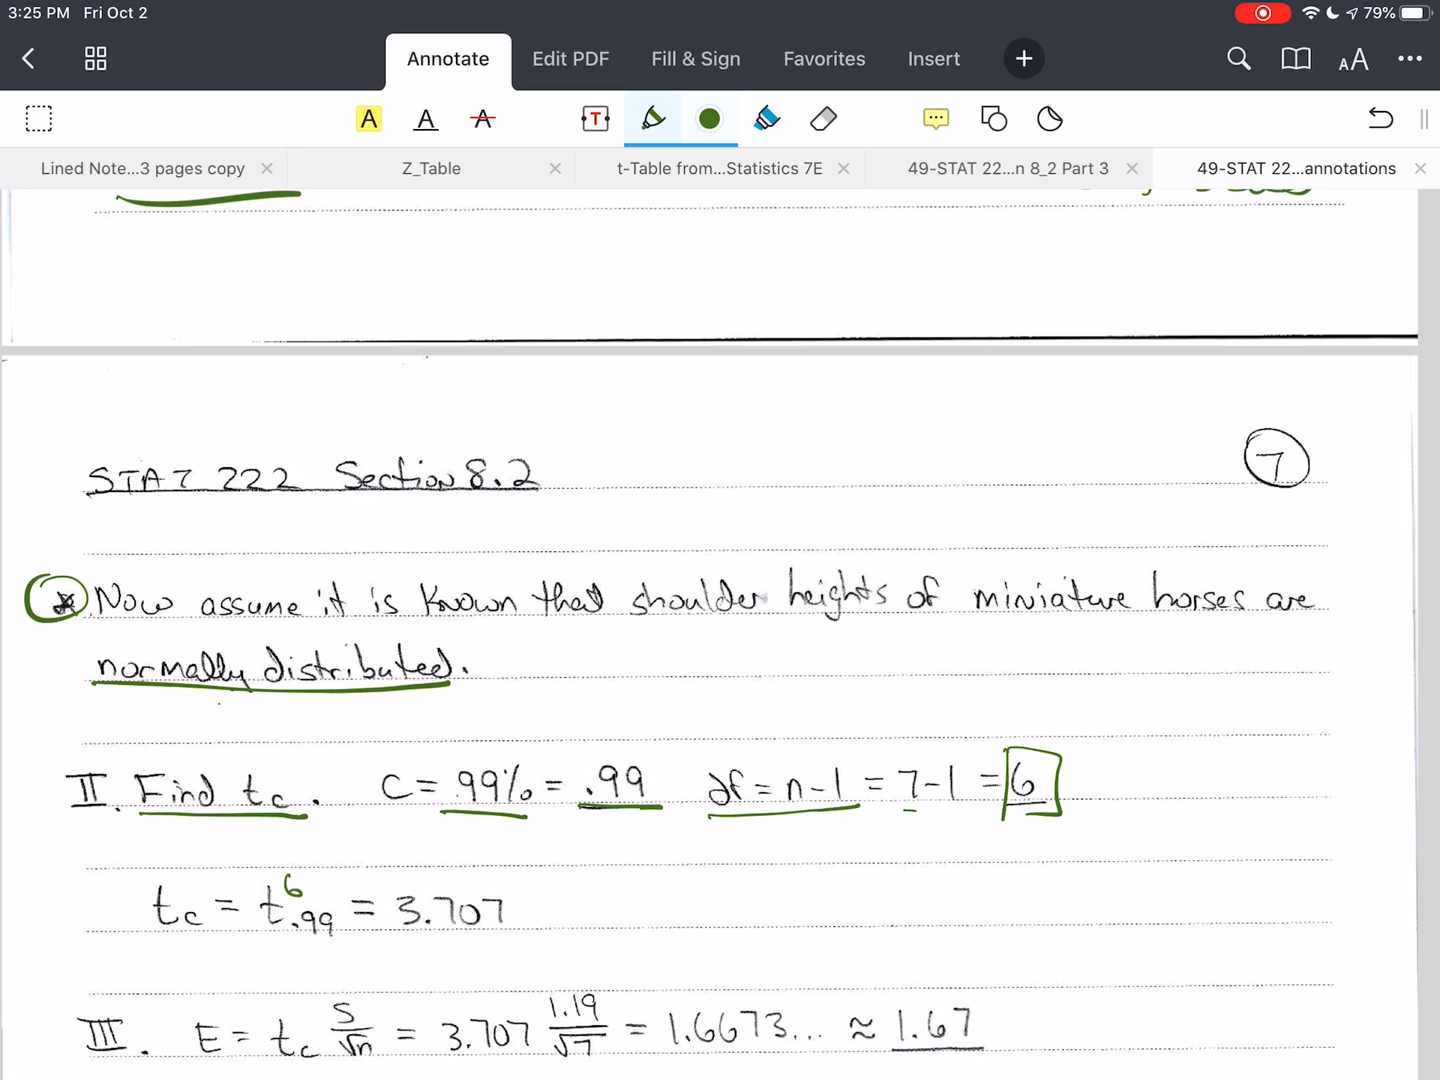 3:25 PM Fri Oct 2 79%
Annotate Edit PDF Fill & Sign Favorites Insert
Lined Note...3 pages copy Z_Table t-Table from...Statistics 7E 49-STAT 22...n 8_2 Part 3 49-STAT 22...annotations
STAT 222 Section 8.2 7
* Now assume it is known that shoulder heights of miniature horses are
normally distributed.
II. Find tc. C = .99% = .99 df = n-1 = 7-1 = 6
tc = t.99^6 = 3.707
III. E = tc s/√n = 3.707 1.19/√7 = 1.6673... ≈ 1.67